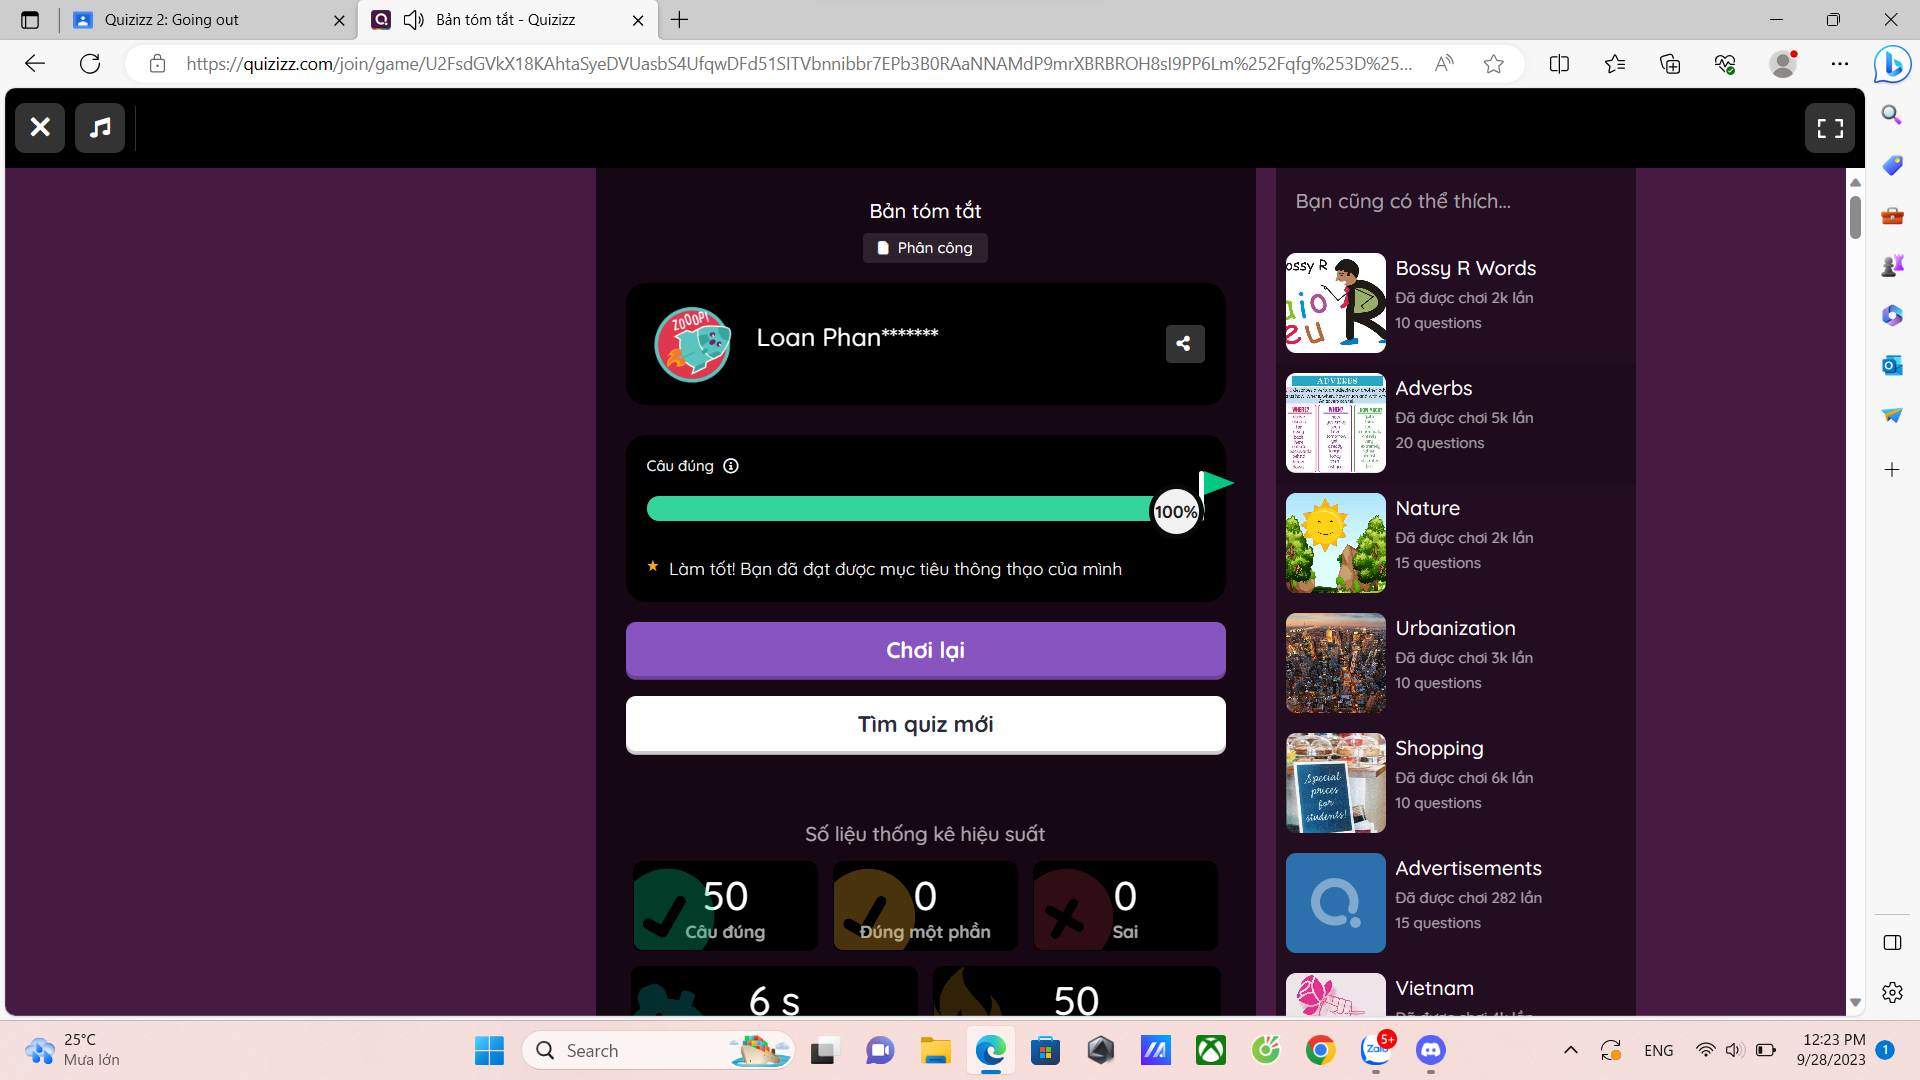 Quizizz 2: Going out
Bản tóm tắt - Quizizz
https://quizizz.com/join/game/U2FsdGVkX18KAhtaSyeDVUasbS4UfqwDFd51SlTVbnnibbr7EPb3B0RAaNNAMdP9mrXBRBROH8sI9PP6Lm%252Fqfg%253D%25...
Bản tóm tắt
Phân công
Loan Phan*******
Câu đúng
100%
Làm tốt! Bạn đã đạt được mục tiêu thông thạo của mình
Chơi lại
Tìm quiz mới
Số liệu thống kê hiệu suất
50
Câu đúng
0
Đúng một phần
0
Sai
6 s
50
Bạn cũng có thể thích...
Bossy R Words
Đã được chơi 2k lần
10 questions
ADVERBS
Adverbs
Đã được chơi 5k lần
20 questions
Nature
Đã được chơi 2k lần
15 questions
Urbanization
Đã được chơi 3k lần
10 questions
Special
prices
for
students!
Shopping
Đã được chơi 6k lần
10 questions
Advertisements
Đã được chơi 282 lần
15 questions
Vietnam
25°C
Mưa lớn
Search
Zalo
5+
ENG
12:23 PM
9/28/2023
1